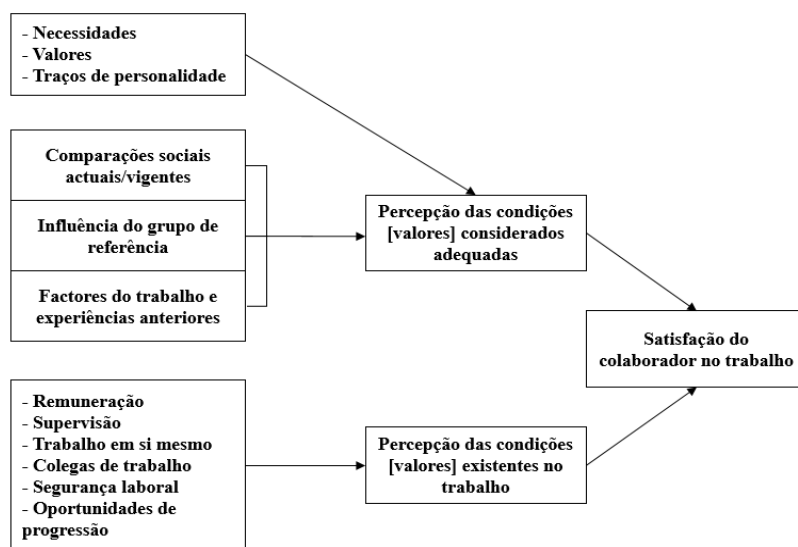 - Necessidades
- Valores
- Traços de personalidade
Comparações sociais
actuais/vigentes
Influência do grupo de
referência
Factores do trabalho e
experiências anteriores
Percepção das condições
[valores] considerados
adequadas
Satisfação do
colaborador no trabalho
- Remuneração
- Supervisão
- Trabalho em si mesmo
- Colegas de trabalho
- Segurança laboral
- Oportunidades de
progressão
Percepção das condições
[valores] existentes no
trabalho